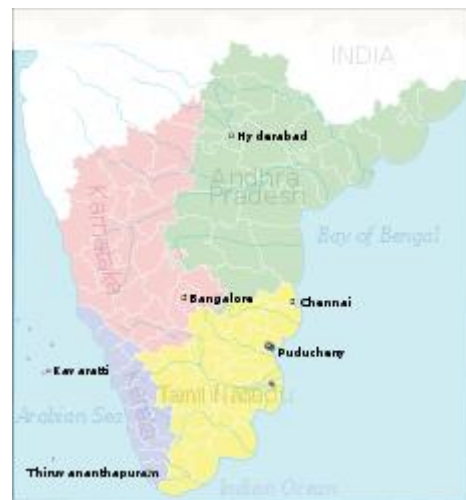 INDIA
Hyderabad
Andhra
Pradesh
Karnataka
Bay of Bengal
Bangalore
Chennai
Puducherry
Kavaratti
Tamil Nadu
Kerala
Arabian Sea
Thiruvananthapuram
Indian Ocean